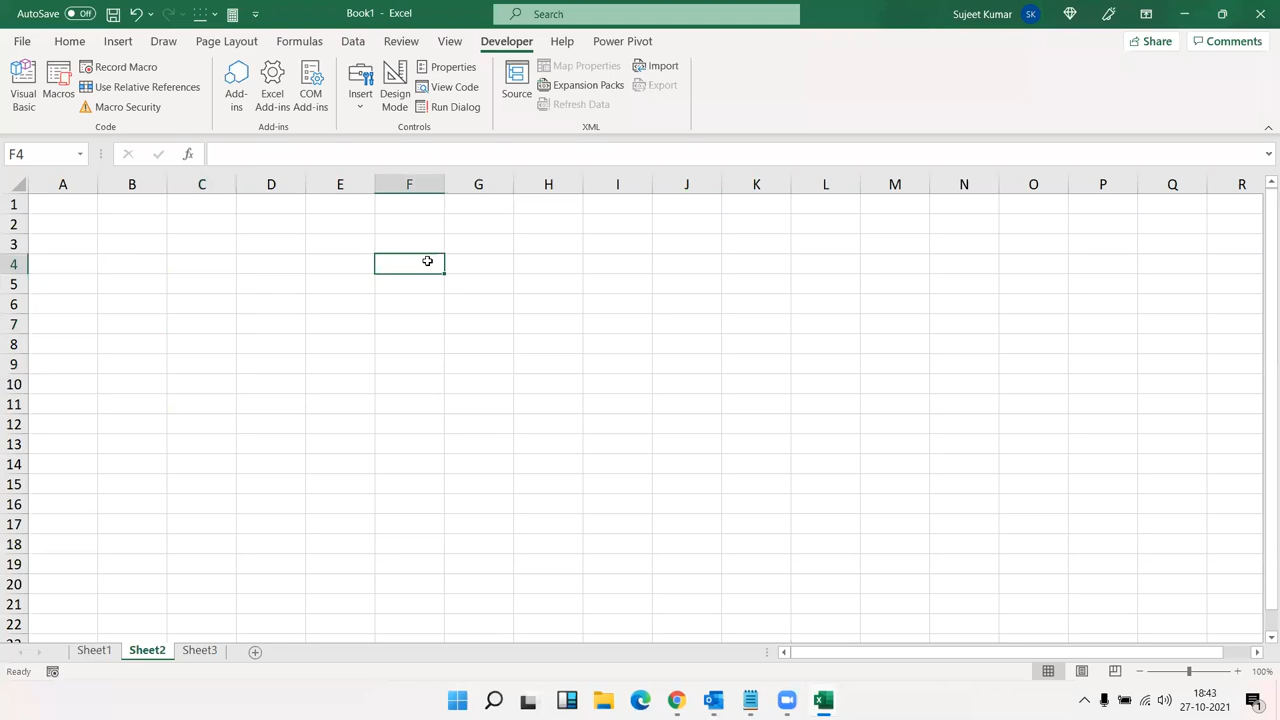 AutoSave Off Book1 - Excel Search Sujeet Kumar SK
File Home Insert Draw Page Layout Formulas Data Review View Developer Help Power Pivot Share Comments
Visual Basic
Macros
Record Macro
Use Relative References
Macro Security
Code
Add-ins
Excel Add-ins
COM Add-ins
Add-ins
Insert
Design Mode
Properties
View Code
Run Dialog
Controls
Source
Map Properties
Expansion Packs
Refresh Data
Import
Export
XML
F4 fx
A B C D E F G H I J K L M N O P Q R
1
2
3
4
5
6
7
8
9
10
11
12
13
14
15
16
17
18
19
20
21
22
Sheet1 Sheet2 Sheet3
Ready 100%
18:43
27-10-2021
1